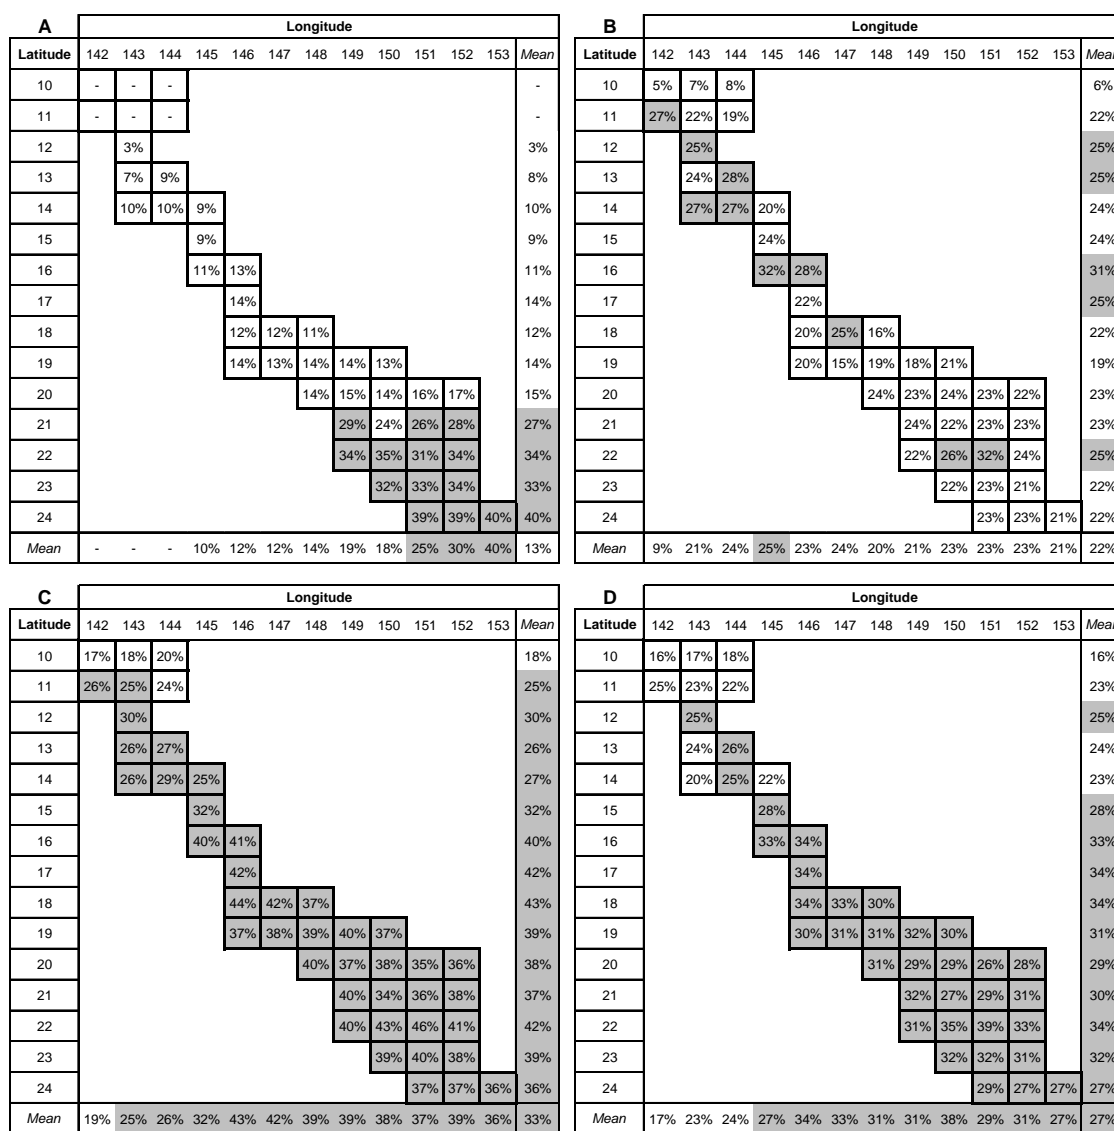 A Longitude
Latitude 142 143 144 145 146 147 148 149 150 151 152 153 Mean
10 - - - -
11 - - - -
12 3% 3%
13 7% 9% 8%
14 10% 10% 9% 10%
15 9% 9%
16 11% 13% 11%
17 14% 14%
18 12% 12% 11% 12%
19 14% 13% 14% 14% 13% 14%
20 14% 15% 14% 16% 17% 15%
21 29% 24% 26% 28% 27%
22 34% 35% 31% 34% 34%
23 32% 33% 34% 33%
24 39% 39% 40% 40%
Mean - - - 10% 12% 12% 14% 19% 18% 25% 30% 40% 13%
B Longitude
Latitude 142 143 144 145 146 147 148 149 150 151 152 153 Mean
10 5% 7% 8% 6%
11 27% 22% 19% 22%
12 25% 25%
13 24% 28% 25%
14 27% 27% 20% 24%
15 24% 24%
16 32% 28% 31%
17 22% 25%
18 20% 25% 16% 22%
19 20% 15% 19% 18% 21% 19%
20 24% 23% 24% 23% 22% 23%
21 24% 22% 23% 23% 23%
22 22% 26% 32% 24% 25%
23 22% 23% 21% 22%
24 23% 23% 21% 22%
Mean 9% 21% 24% 25% 23% 24% 20% 21% 23% 23% 23% 21% 22%
C Longitude
Latitude 142 143 144 145 146 147 148 149 150 151 152 153 Mean
10 17% 18% 20% 18%
11 26% 25% 24% 25%
12 30% 30%
13 26% 27% 26%
14 26% 29% 25% 27%
15 32% 32%
16 40% 41% 40%
17 42% 42%
18 44% 42% 37% 43%
19 37% 38% 39% 40% 37% 39%
20 40% 37% 38% 35% 36% 38%
21 40% 34% 36% 38% 37%
22 40% 43% 46% 41% 42%
23 39% 40% 38% 39%
24 37% 37% 36% 36%
Mean 19% 25% 26% 32% 43% 42% 39% 39% 38% 37% 39% 36% 33%
D Longitude
Latitude 142 143 144 145 146 147 148 149 150 151 152 153 Mean
10 16% 17% 18% 16%
11 25% 23% 22% 23%
12 25% 25%
13 24% 26% 24%
14 20% 25% 22% 23%
15 28% 28%
16 33% 34% 33%
17 34% 34%
18 34% 33% 30% 34%
19 30% 31% 31% 32% 30% 31%
20 31% 29% 29% 26% 28% 29%
21 32% 27% 29% 31% 30%
22 31% 35% 39% 33% 34%
23 32% 32% 31% 32%
24 29% 27% 27% 27%
Mean 17% 23% 24% 27% 34% 33% 31% 31% 38% 29% 31% 27% 27%